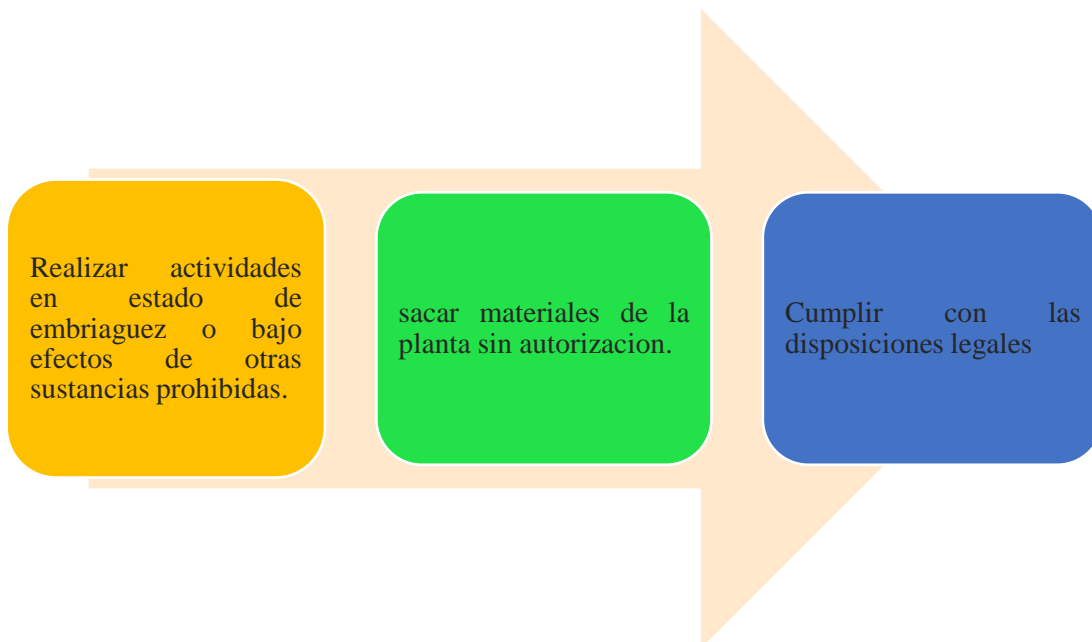 Realizar actividades
en estado de
embriaguez o bajo
efectos de otras
sustancias prohibidas.
sacar materiales de la
planta sin autorizacion.
Cumplir con las
disposiciones legales